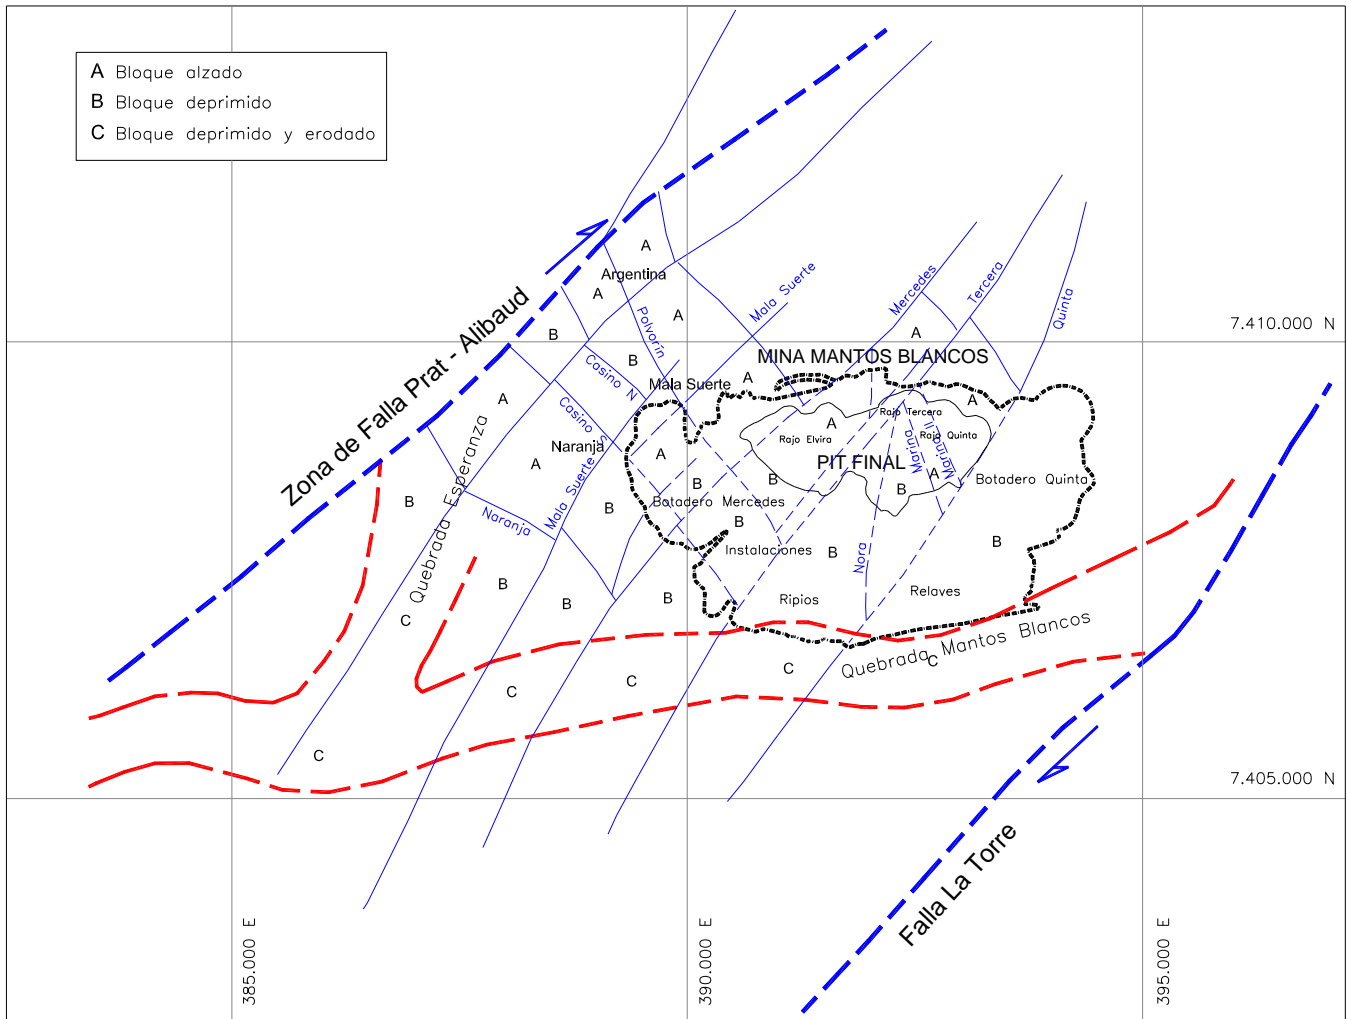 A Bloque alzado
B Bloque deprimido
C Bloque deprimido y erodado
A
Argentina
A
Mala Suerte
Mercedes
Tercera
Quinta
7.410.000 N
Zona de Falla Prat - Alibaud
A
Polvorín
B
B
A
MINA MANTOS BLANCOS
Casino N
Mala Suerte
A
A
Casino S
A
Rajo Tercera
A
Rajo Elvira
Rajo Quinta
Marina
Marina II
Naranja
A
A
PIT FINAL
A
B
B
B
Botadero Quinta
Quebrada Esperanza
B
Naranja
Mala Suerte
B
Botadero Mercedes
B
Instalaciones
B
Nora
B
B
B
B
Ripios
Relaves
C
Quebrada Mantos Blancos
C
C
C
C
C
7.405.000 N
Falla La Torre
385.000 E
390.000 E
395.000 E